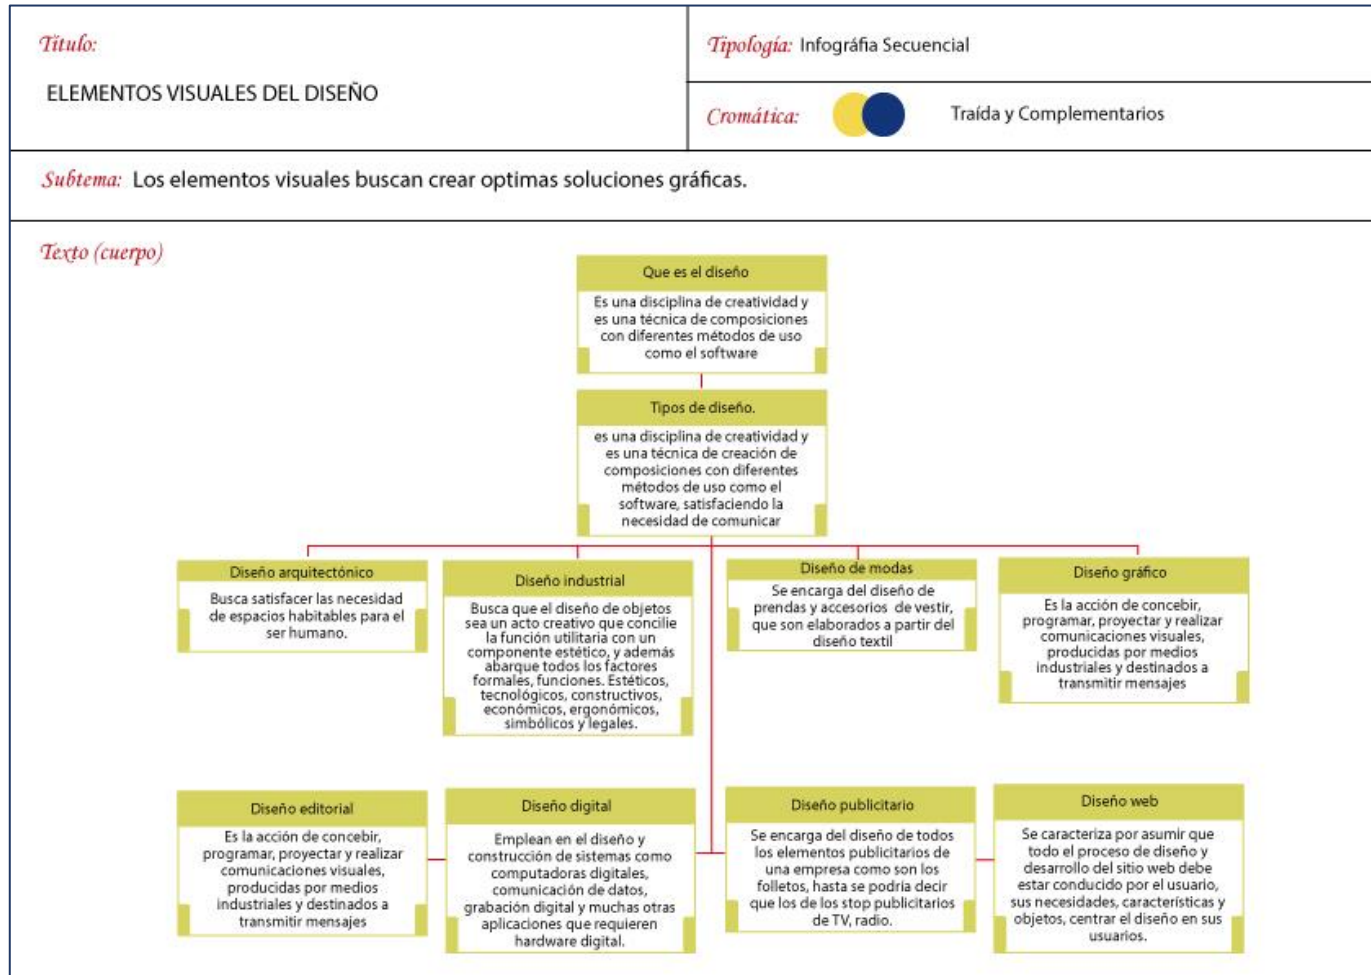 Título:
ELEMENTOS VISUALES DEL DISEÑO
Tipología: Infográfia Secuencial
Cromática: Traída y Complementarios
Subtema: Los elementos visuales buscan crear optimas soluciones gráficas.
Texto (cuerpo)
Que es el diseño
Es una disciplina de creatividad y
es una técnica de composiciones
con diferentes métodos de uso
como el software
Tipos de diseño.
es una disciplina de creatividad y
es una técnica de creación de
composiciones con diferentes
métodos de uso como el
software, satisfaciendo la
necesidad de comunicar
Diseño arquitectónico
Busca satisfacer las necesidad
de espacios habitables para el
ser humano.
Diseño industrial
Busca que el diseño de objetos
sea un acto creativo que concilie
la función utilitaria con un
componente estético, y además
abarque todos los factores
formales, funciones. Estéticos,
tecnológicos, constructivos,
económicos, ergonómicos,
simbólicos y legales.
Diseño de modas
Se encarga del diseño de
prendas y accesorios de vestir,
que son elaborados a partir del
diseño textil
Diseño gráfico
Es la acción de concebir,
programar, proyectar y realizar
comunicaciones visuales,
producidas por medios
industriales y destinados a
transmitir mensajes
Diseño editorial
Es la acción de concebir,
programar, proyectar y realizar
comunicaciones visuales,
producidas por medios
industriales y destinados a
transmitir mensajes
Diseño digital
Emplean en el diseño y
construcción de sistemas como
computadoras digitales,
comunicación de datos,
grabación digital y muchas otras
aplicaciones que requieren
hardware digital.
Diseño publicitario
Se encarga del diseño de todos
los elementos publicitarios de
una empresa como son los
folletos, hasta se podría decir
que los de los stop publicitarios
de TV, radio.
Diseño web
Se caracteriza por asumir que
todo el proceso de diseño y
desarrollo del sitio web debe
estar conducido por el usuario,
sus necesidades, características y
objetos, centrar el diseño en sus
usuarios.